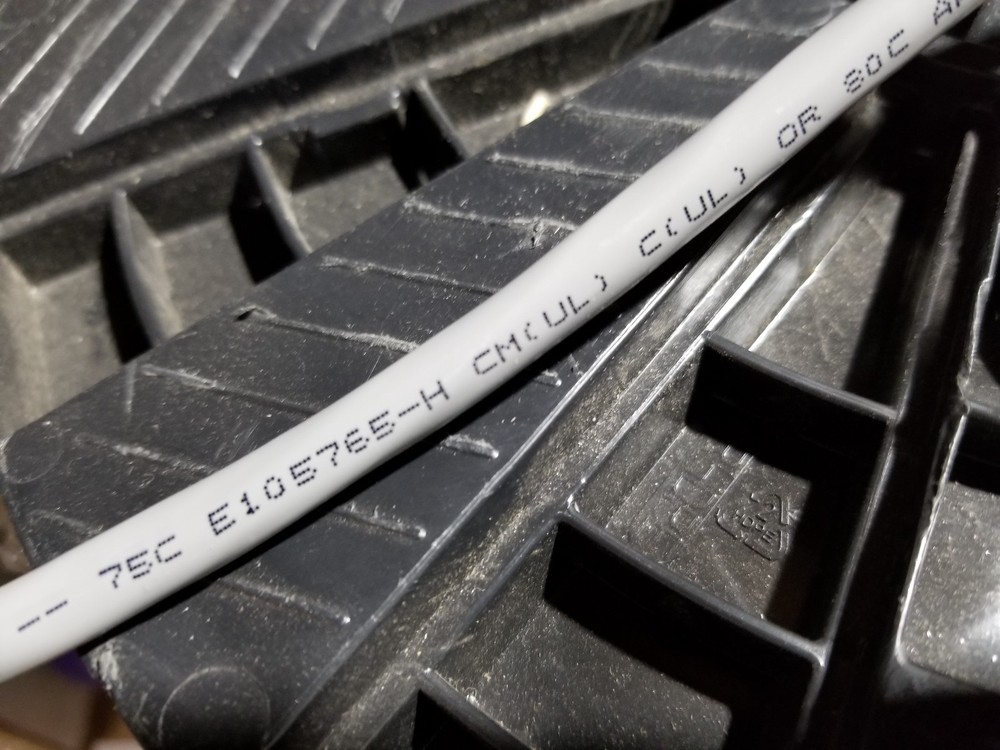 -- 75C E105765-H CM(UL) C(UL) OR 80C